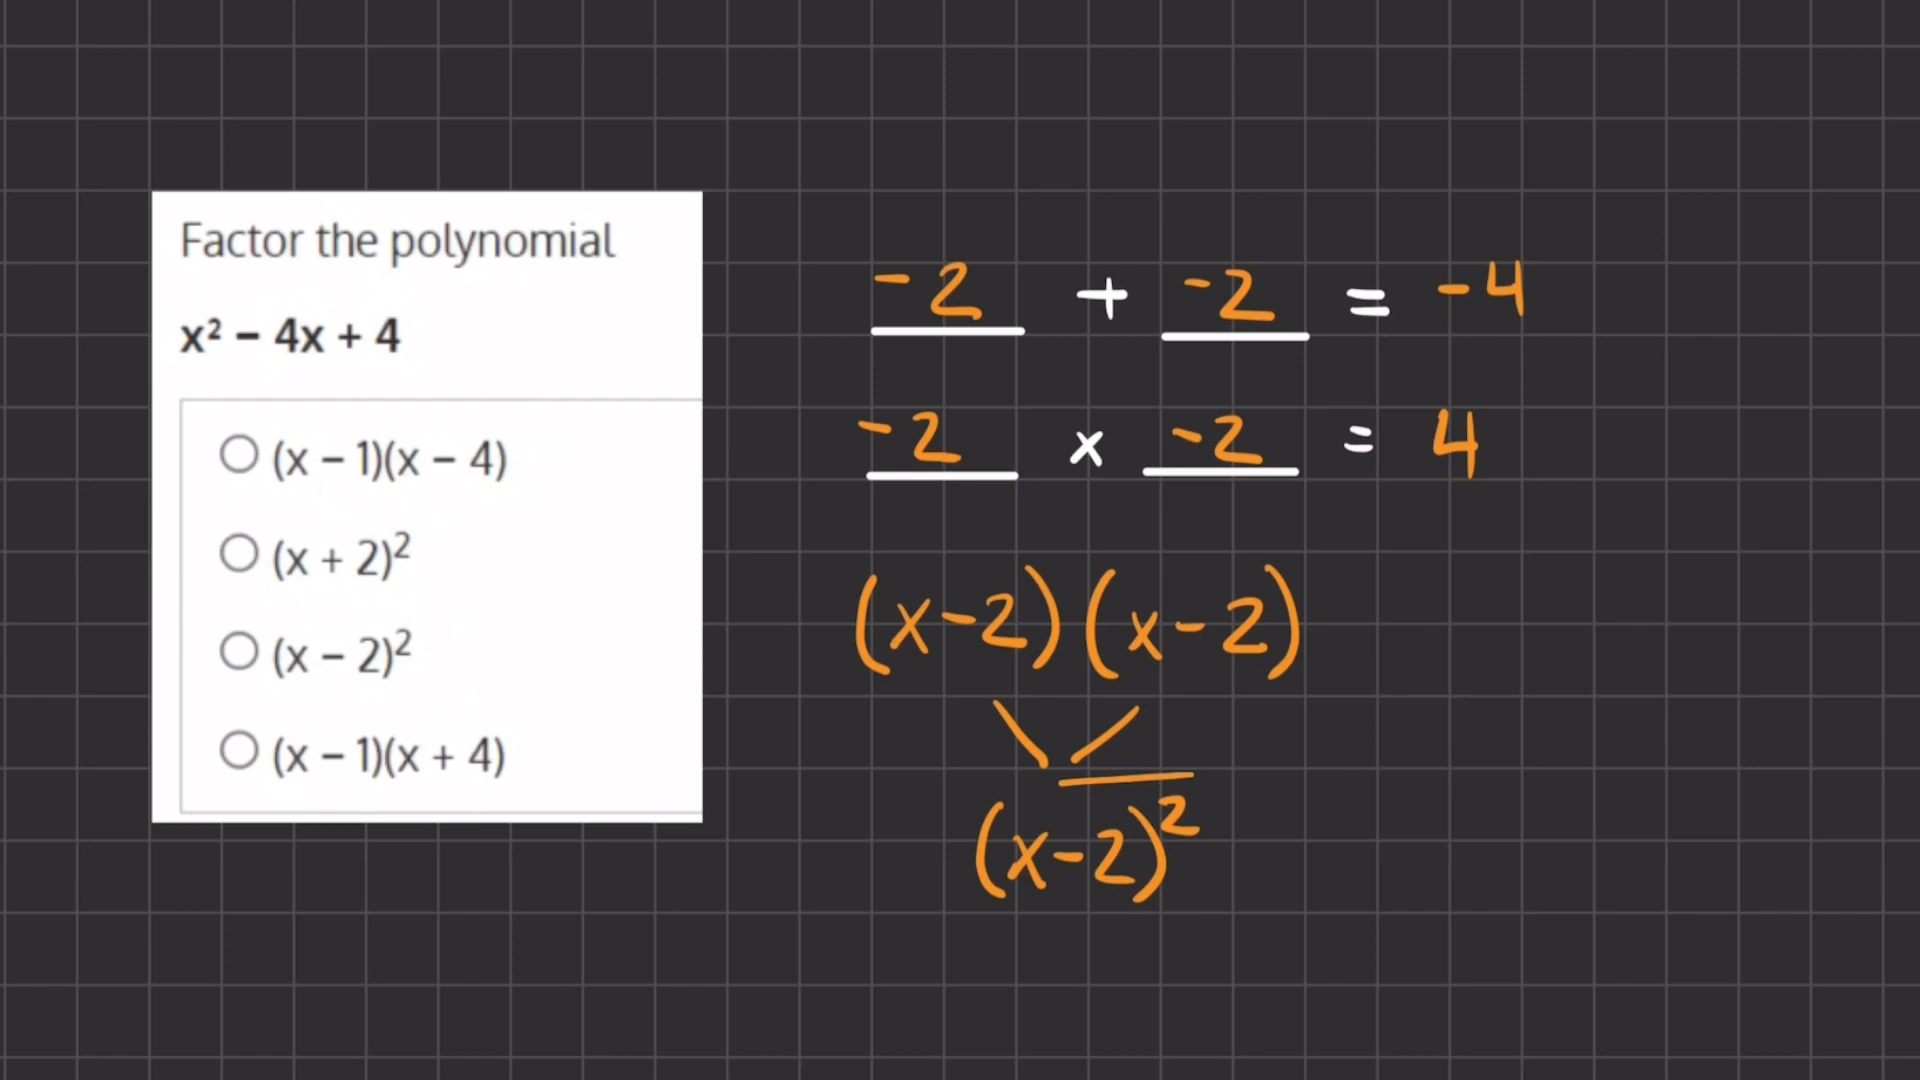 Factor the polynomial
x² – 4x + 4
(x – 1)(x – 4)
(x + 2)²
(x – 2)²
(x – 1)(x + 4)
-2 + -2 = -4
-2 x -2 = 4
(x-2)(x-2)
(x-2)²